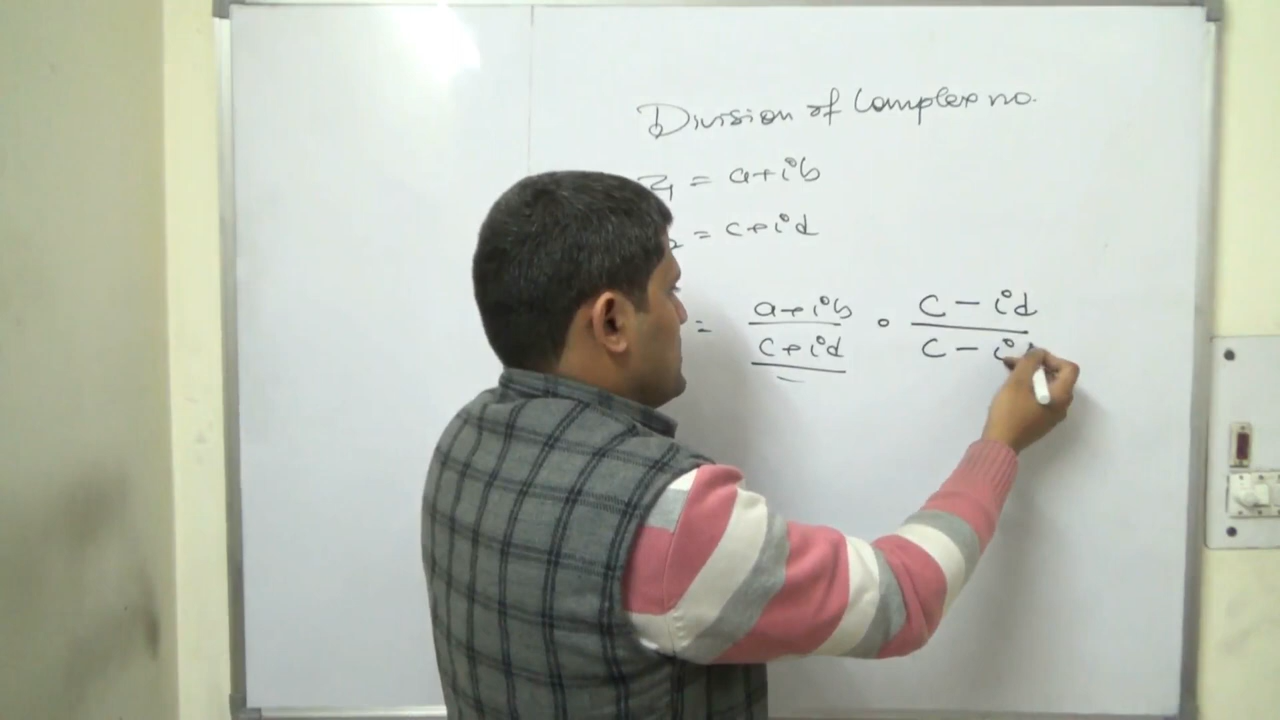 Division of Complex no.
z₁ = a+ib
= c+id
= a+ib / c+id · c-id / c-i